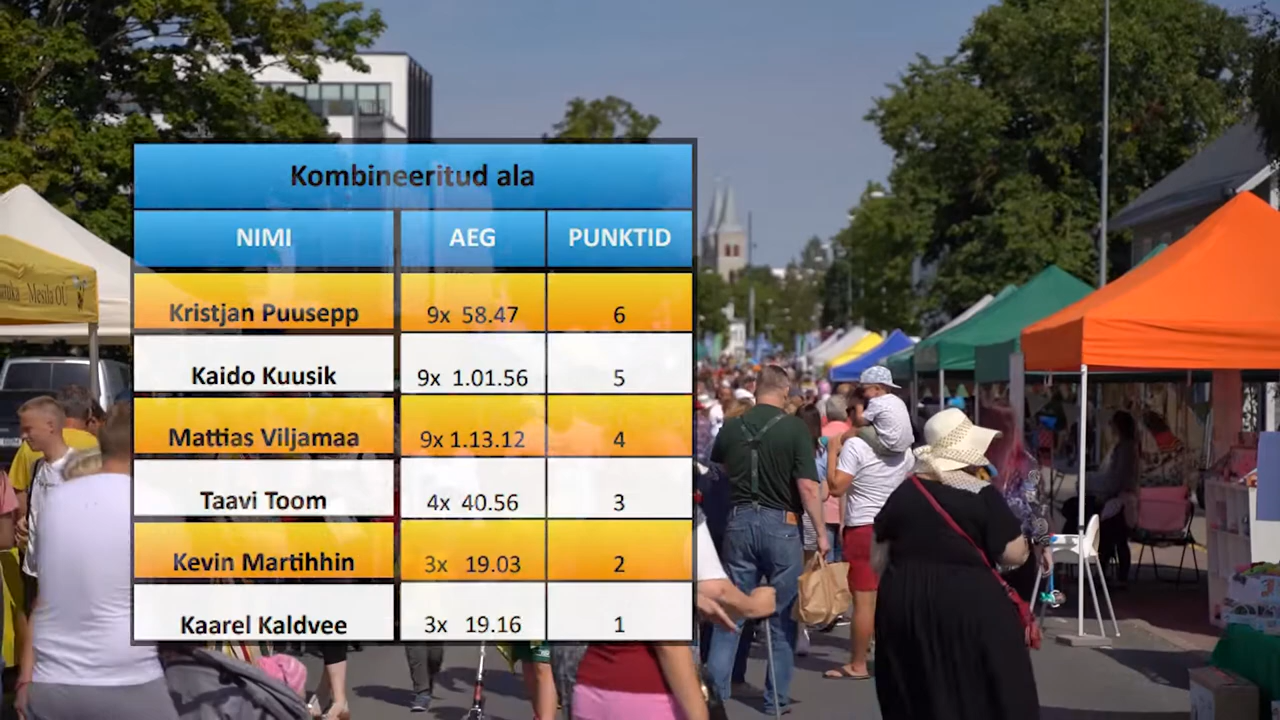 Kombineeritud ala
NIMI AEG PUNKTID
Kristjan Puusepp 9x 58.47 6
Kaido Kuusik 9x 1.01.56 5
Mattias Viljamaa 9x 1.13.12 4
Taavi Toom 4x 40.56 3
Kevin Martihhin 3x 19.03 2
Kaarel Kaldvee 3x 19.16 1
Mesila OÜ